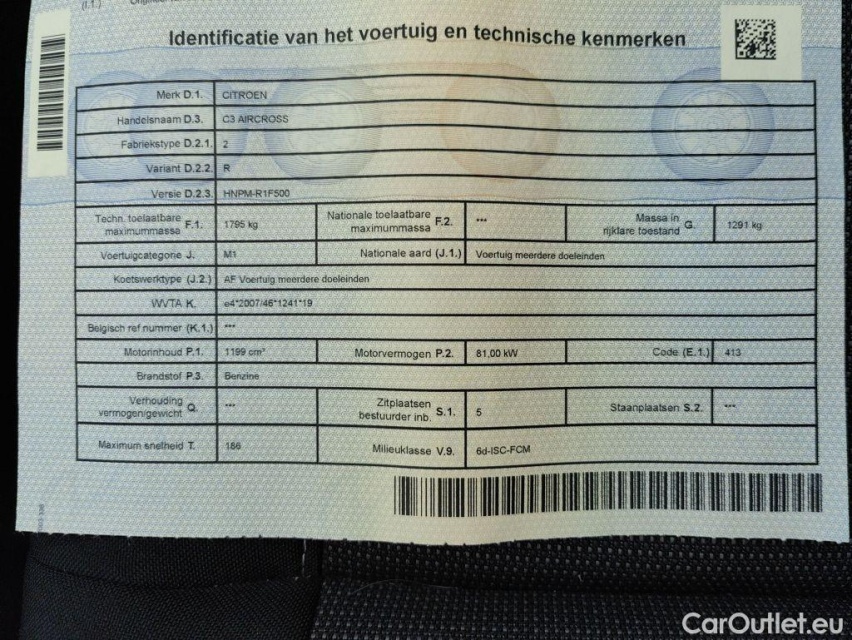 (I.1.)
Identificatie van het voertuig en technische kenmerken
Merk D.1. CITROEN
Handelsnaam D.3. C3 AIRCROSS
Fabriekstype D.2.1. 2
Variant D.2.2. R
Versie D.2.3. HNPM-R1F500
Techn. toelaatbare maximummassa F.1. 1795 kg Nationale toelaatbare maximummassa F.2. *** Massa in rijklare toestand G. 1291 kg
Voertuigcategorie J. M1 Nationale aard (J.1.) Voertuig meerdere doeleinden
Koetswerktype (J.2.) AF Voertuig meerdere doeleinden
WVTA K. e4*2007/46*1241*19
Belgisch ref nummer (K.1.) ***
Motorinhoud P.1. 1199 cm³ Motorvermogen P.2. 81,00 kW Code (E.1.) 413
Brandstof P.3. Benzine
Verhouding vermogen/gewicht Q. *** Zitplaatsen bestuurder inb. S.1. 5 Staanplaatsen S.2. ***
Maximum snelheid T. 186 Milieuklasse V.9. 6d-ISC-FCM
CarOutlet.eu